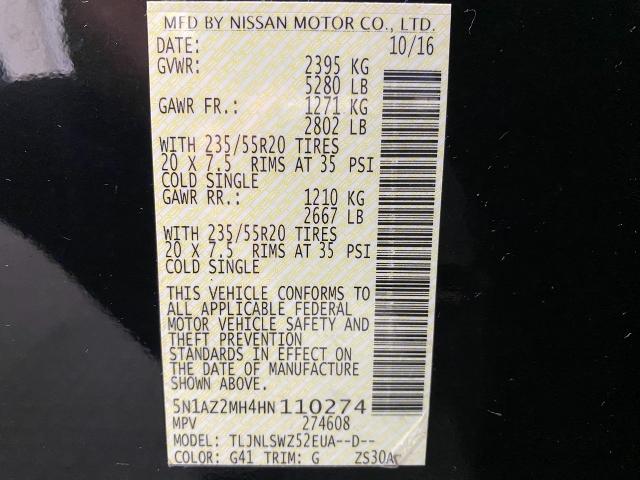 MFD BY NISSAN MOTOR CO., LTD.
DATE: 10/16
GVWR: 2395 KG
5280 LB
GAWR FR.: 1271 KG
2802 LB
WITH 235/55R20 TIRES
20 X 7.5 RIMS AT 35 PSI
COLD SINGLE
GAWR RR.: 1210 KG
2667 LB
WITH 235/55R20 TIRES
20 X 7.5 RIMS AT 35 PSI
COLD SINGLE
THIS VEHICLE CONFORMS TO
ALL APPLICABLE FEDERAL
MOTOR VEHICLE SAFETY AND
THEFT PREVENTION
STANDARDS IN EFFECT ON
THE DATE OF MANUFACTURE
SHOWN ABOVE.
5N1AZ2MH4HN110274
MPV 274608
MODEL: TLJNLSWZ52EUA--D--
COLOR: G41 TRIM: G